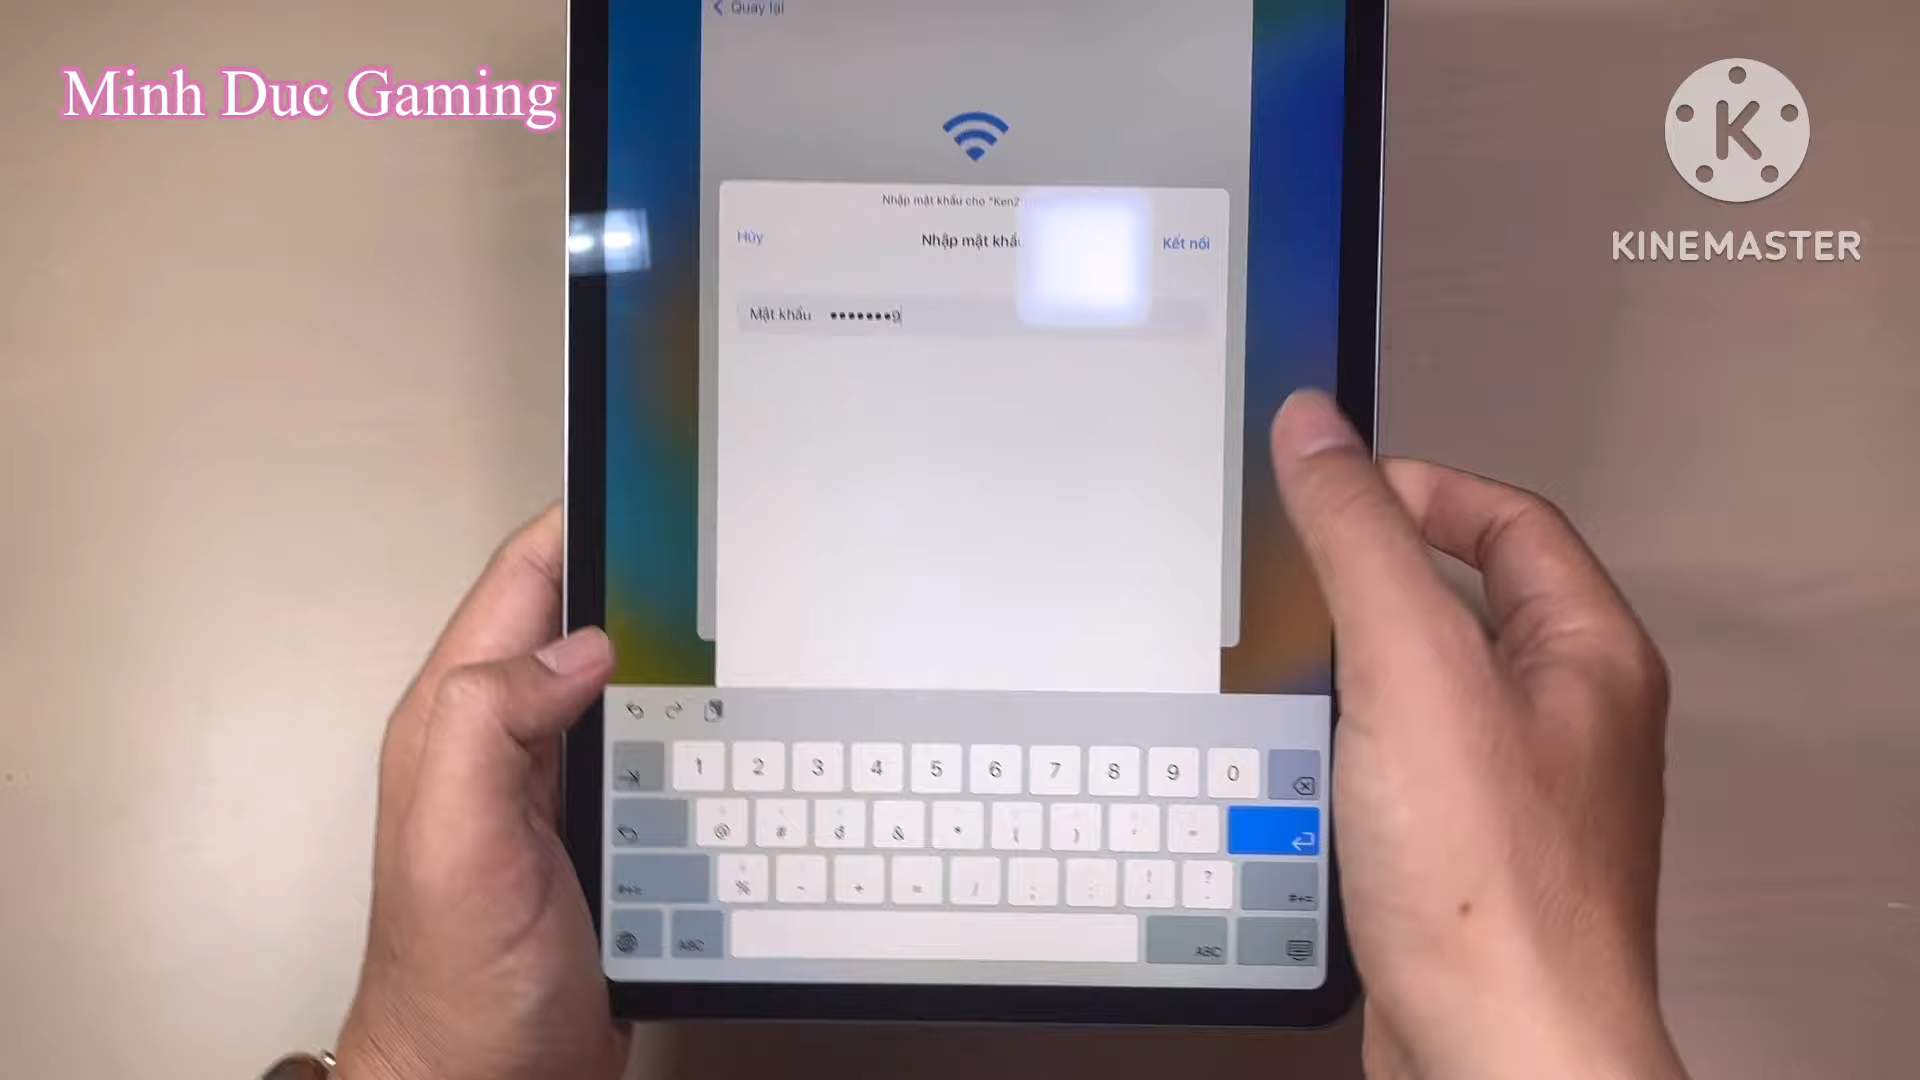 Quay lại
Minh Duc Gaming
K
KINEMASTER
Nhập mật khẩu cho "Ken2
Hủy
Nhập mật khẩu
Kết nối
Mật khẩu •••••••9
1 2 3 4 5 6 7 8 9 0
@ # đ & * ( ) ' "
#+= % - + = / ; : ! ? #+=
ABC ABC